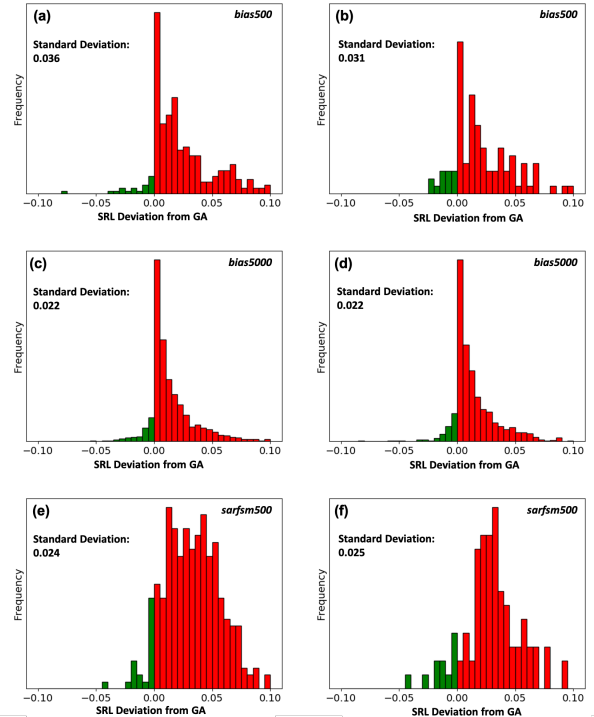 (a) bias500
Standard Deviation:
0.036
Frequency
−0.10 −0.05 0.00 0.05 0.10
SRL Deviation from GA
(b) bias500
Standard Deviation:
0.031
Frequency
−0.10 −0.05 0.00 0.05 0.10
SRL Deviation from GA
(c) bias5000
Standard Deviation:
0.022
Frequency
−0.10 −0.05 0.00 0.05 0.10
SRL Deviation from GA
(d) bias5000
Standard Deviation:
0.022
Frequency
−0.10 −0.05 0.00 0.05 0.10
SRL Deviation from GA
(e) sarfsm500
Standard Deviation:
0.024
Frequency
−0.10 −0.05 0.00 0.05 0.10
SRL Deviation from GA
(f) sarfsm500
Standard Deviation:
0.025
Frequency
−0.10 −0.05 0.00 0.05 0.10
SRL Deviation from GA